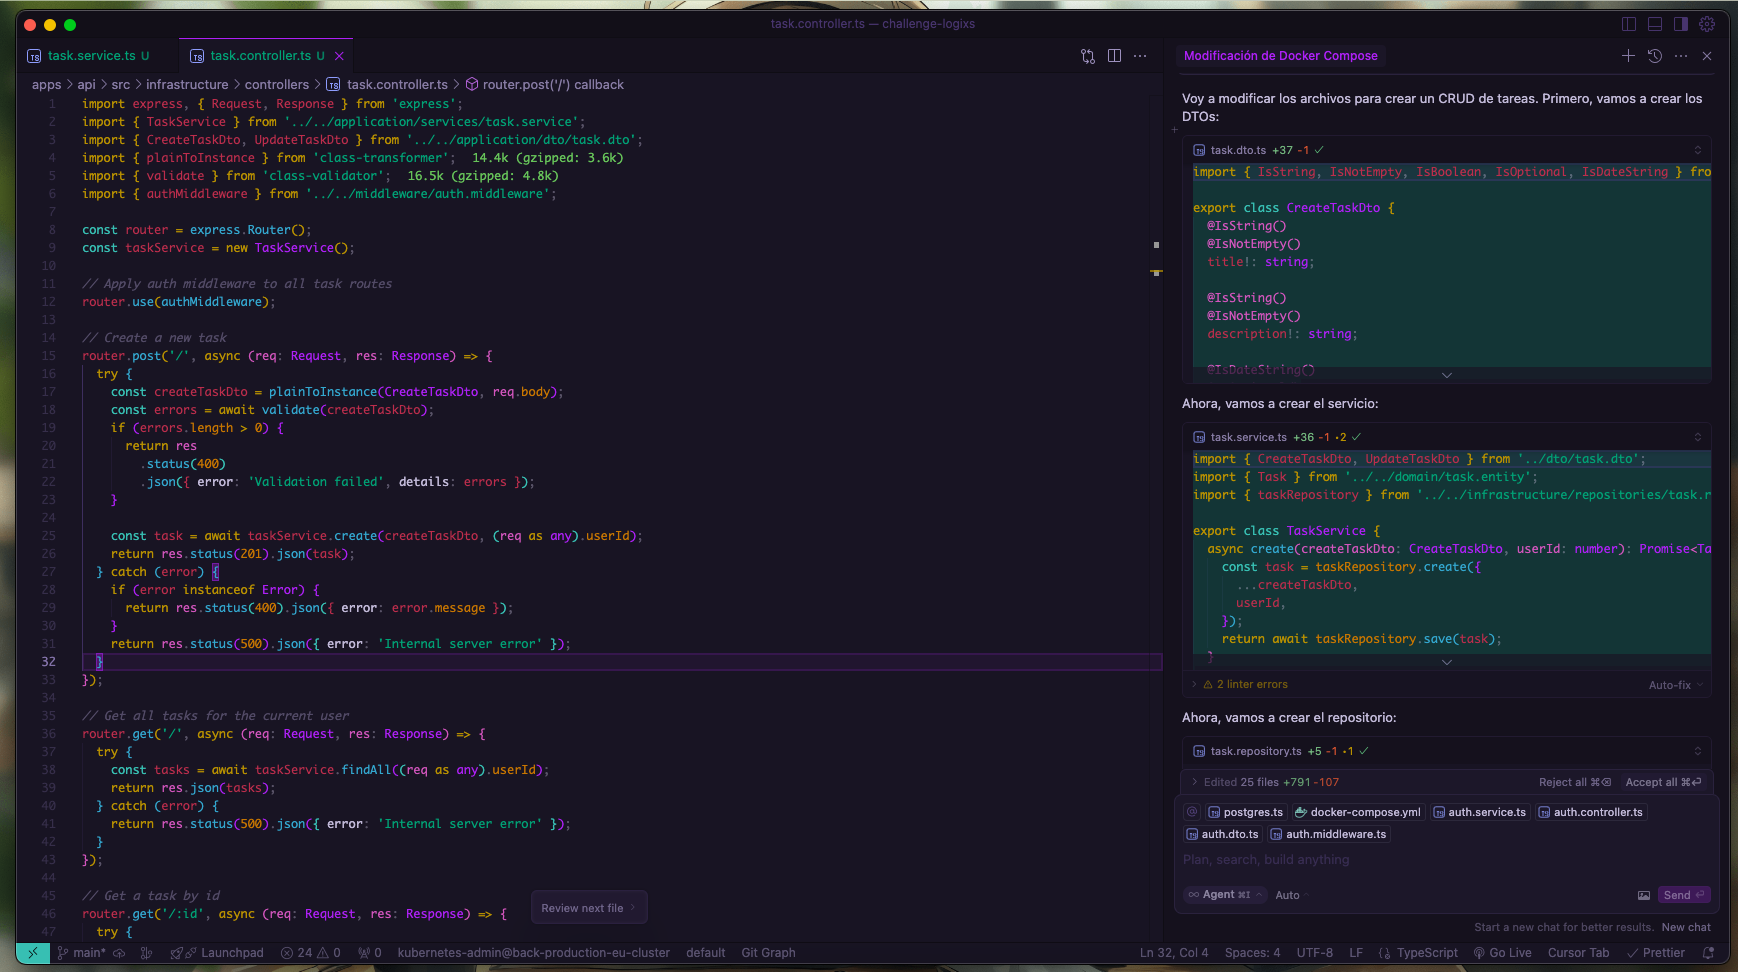 task.controller.ts — challenge-logixs
task.service.ts U
task.controller.ts U
apps > api > src > infrastructure > controllers > task.controller.ts > router.post('/') callback
1 import express, { Request, Response } from 'express';
2 import { TaskService } from '../../application/services/task.service';
3 import { CreateTaskDto, UpdateTaskDto } from '../../application/dto/task.dto';
4 import { plainToInstance } from 'class-transformer'; 14.4k (gzipped: 3.6k)
5 import { validate } from 'class-validator'; 16.5k (gzipped: 4.8k)
6 import { authMiddleware } from '../../middleware/auth.middleware';
7
8 const router = express.Router();
9 const taskService = new TaskService();
10
11 // Apply auth middleware to all task routes
12 router.use(authMiddleware);
13
14 // Create a new task
15 router.post('/', async (req: Request, res: Response) => {
16 try {
17 const createTaskDto = plainToInstance(CreateTaskDto, req.body);
18 const errors = await validate(createTaskDto);
19 if (errors.length > 0) {
20 return res
21 .status(400)
22 .json({ error: 'Validation failed', details: errors });
23 }
24
25 const task = await taskService.create(createTaskDto, (req as any).userId);
26 return res.status(201).json(task);
27 } catch (error) {
28 if (error instanceof Error) {
29 return res.status(400).json({ error: error.message });
30 }
31 return res.status(500).json({ error: 'Internal server error' });
32 }
33 });
34
35 // Get all tasks for the current user
36 router.get('/', async (req: Request, res: Response) => {
37 try {
38 const tasks = await taskService.findAll((req as any).userId);
39 return res.json(tasks);
40 } catch (error) {
41 return res.status(500).json({ error: 'Internal server error' });
42 }
43 });
44
45 // Get a task by id
46 router.get('/:id', async (req: Request, res: Response) => {
47 try {
Review next file >
Modificación de Docker Compose
Voy a modificar los archivos para crear un CRUD de tareas. Primero, vamos a crear los
DTOs:
task.dto.ts +37 -1
import { IsString, IsNotEmpty, IsBoolean, IsOptional, IsDateString } fro
export class CreateTaskDto {
@IsString()
@IsNotEmpty()
title!: string;
@IsString()
@IsNotEmpty()
description!: string;
@IsDateString()
Ahora, vamos a crear el servicio:
task.service.ts +36 -1 •2
import { CreateTaskDto, UpdateTaskDto } from '../dto/task.dto';
import { Task } from '../../domain/task.entity';
import { taskRepository } from '../../infrastructure/repositories/task.r
export class TaskService {
async create(createTaskDto: CreateTaskDto, userId: number): Promise<Ta
const task = taskRepository.create({
...createTaskDto,
userId,
});
return await taskRepository.save(task);
}
2 linter errors
Auto-fix
Ahora, vamos a crear el repositorio:
task.repository.ts +5 -1 •1
Edited 25 files +791 -107
Reject all ⌘⌫
Accept all ⌘⏎
@ postgres.ts docker-compose.yml auth.service.ts auth.controller.ts
auth.dto.ts auth.middleware.ts
Plan, search, build anything
∞ Agent ⌘I
Auto
Send ⏎
Start a new chat for better results. New chat
main* Launchpad 24 0 0 kubernetes-admin@back-production-eu-cluster default Git Graph
Ln 32, Col 4 Spaces: 4 UTF-8 LF {} TypeScript Go Live Cursor Tab Prettier